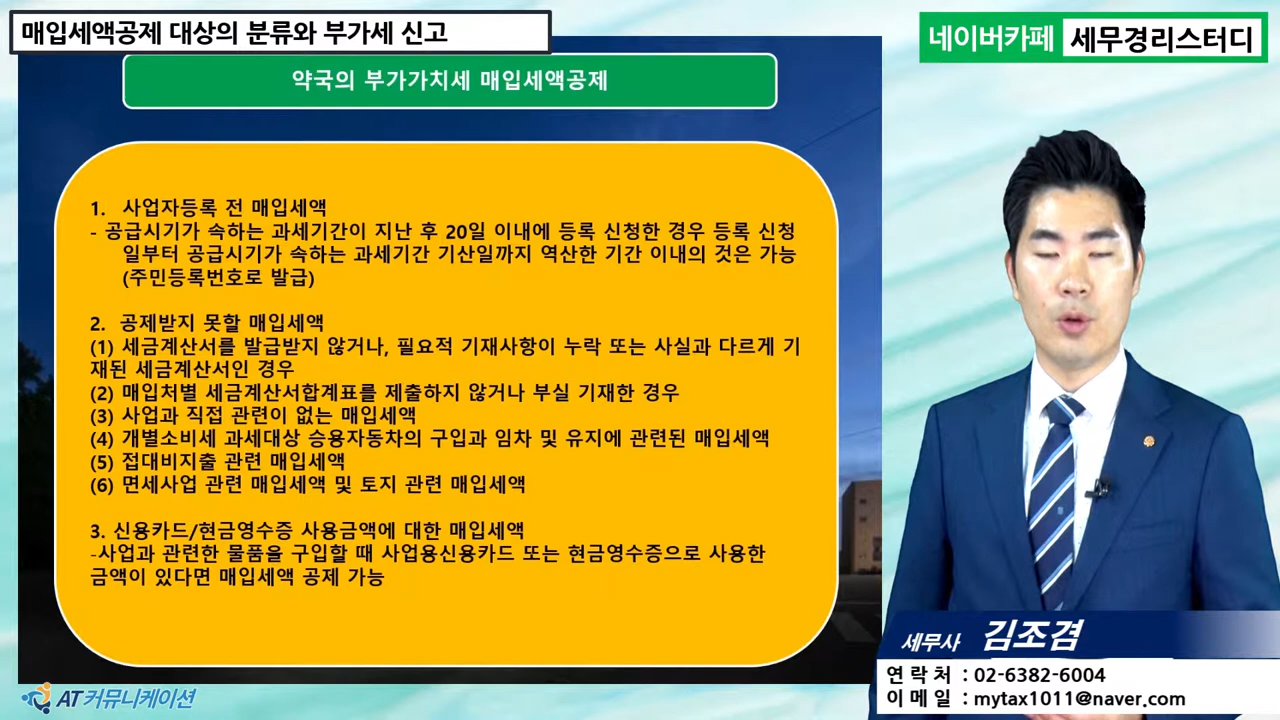 매입세액공제 대상의 분류와 부가세 신고
네이버카페 세무경리스터디
약국의 부가가치세 매입세액공제
1. 사업자등록 전 매입세액
- 공급시기가 속하는 과세기간이 지난 후 20일 이내에 등록 신청한 경우 등록 신청
일부터 공급시기가 속하는 과세기간 기산일까지 역산한 기간 이내의 것은 가능
(주민등록번호로 발급)
2. 공제받지 못할 매입세액
(1) 세금계산서를 발급받지 않거나, 필요적 기재사항이 누락 또는 사실과 다르게 기
재된 세금계산서인 경우
(2) 매입처별 세금계산서합계표를 제출하지 않거나 부실 기재한 경우
(3) 사업과 직접 관련이 없는 매입세액
(4) 개별소비세 과세대상 승용자동차의 구입과 임차 및 유지에 관련된 매입세액
(5) 접대비지출 관련 매입세액
(6) 면세사업 관련 매입세액 및 토지 관련 매입세액
3. 신용카드/현금영수증 사용금액에 대한 매입세액
-사업과 관련한 물품을 구입할 때 사업용신용카드 또는 현금영수증으로 사용한
금액이 있다면 매입세액 공제 가능
세무사 김조겸
연락처 : 02-6382-6004
이메일 : mytax1011@naver.com
AT커뮤니케이션